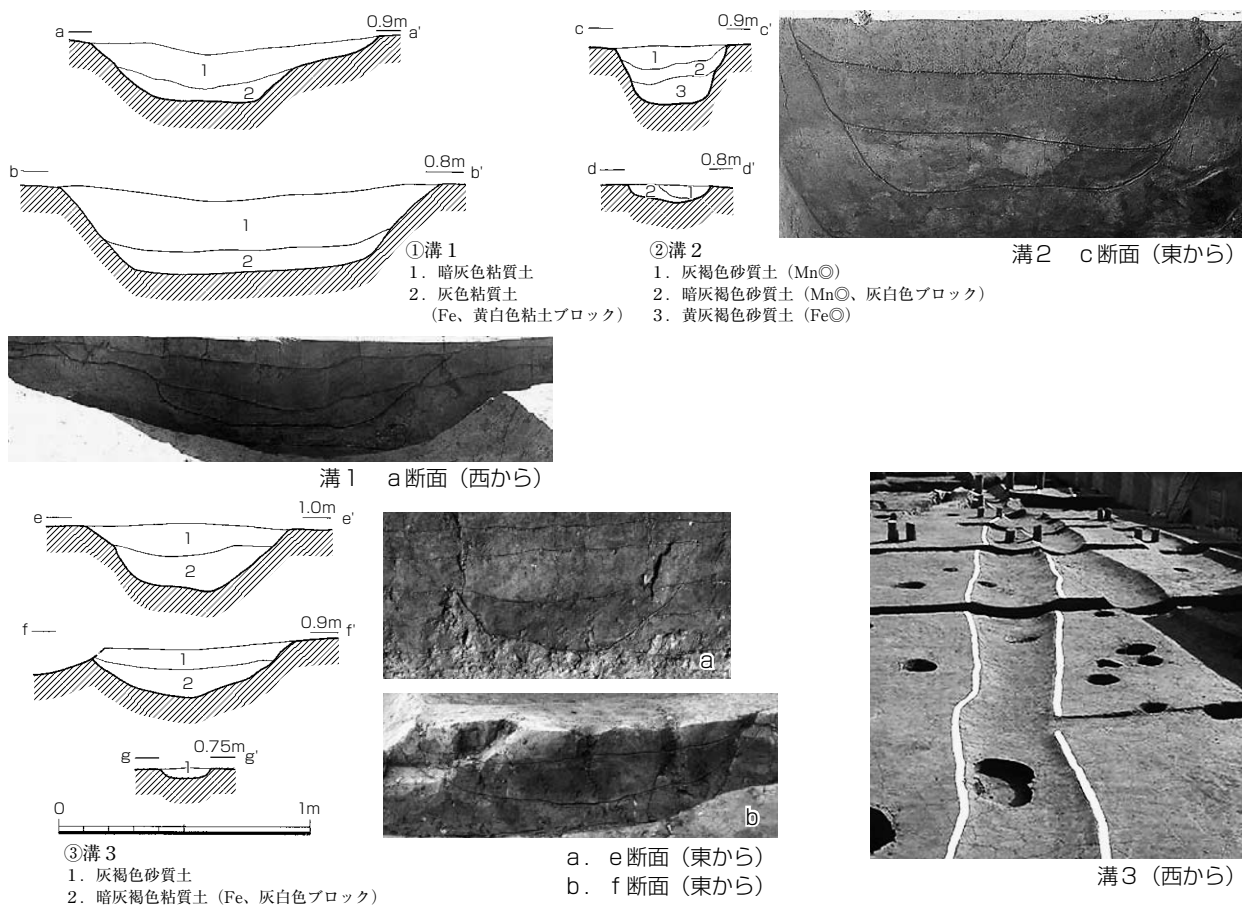 a 0.9m a'
1
2
b 0.8m b'
1
2
①溝1
1．暗灰色粘質土
2．灰色粘質土
（Fe、黄白色粘土ブロック）
c 0.9m c'
1
2
3
d 0.8m d'
2 1
②溝2
1．灰褐色砂質土（Mn◎）
2．暗灰褐色砂質土（Mn◎、灰白色ブロック）
3．黄灰褐色砂質土（Fe◎）
溝2 c断面（東から）
溝1 a断面（西から）
e 1.0m e'
1
2
f 0.9m f'
1
2
g 0.75m g'
1
0 1m
③溝3
1．灰褐色砂質土
2．暗灰褐色粘質土（Fe、灰白色ブロック）
a
b
a．e断面（東から）
b．f断面（東から）
溝3（西から）